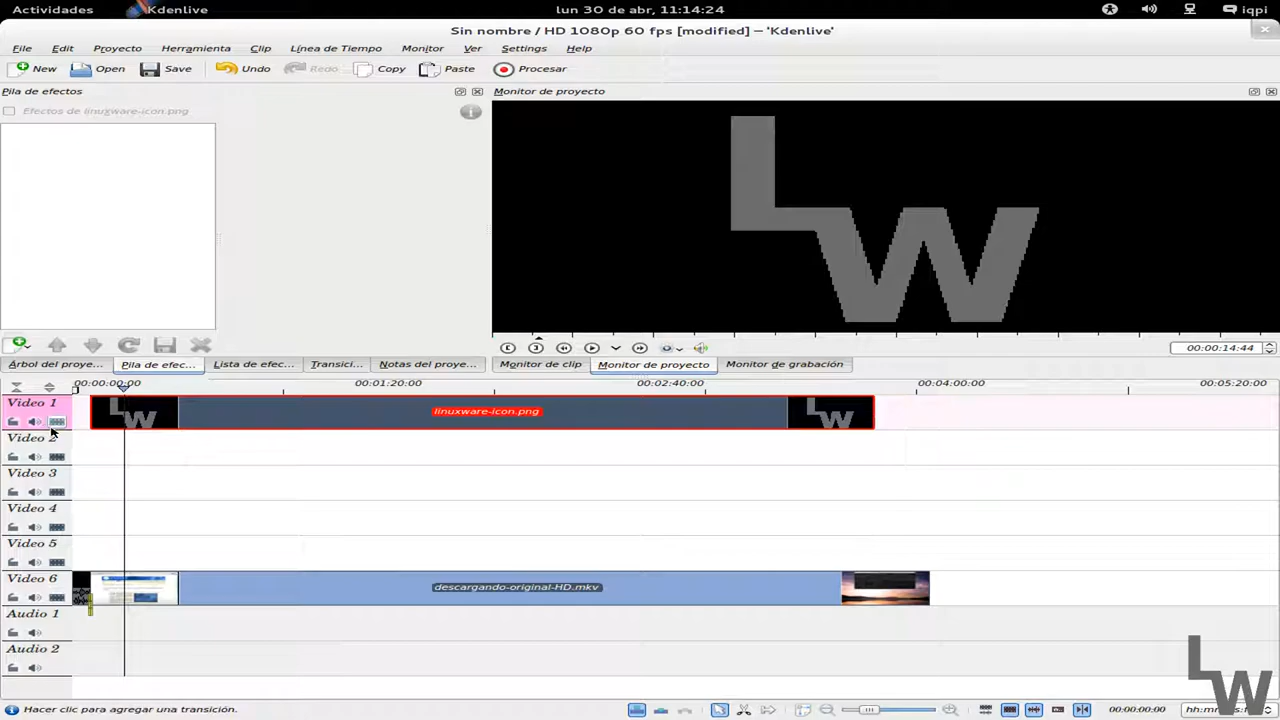 Actividades Kdenlive lun 30 de abr, 11:14:24 iqpi
Sin nombre / HD 1080p 60 fps [modified] — 'Kdenlive'
File Edit Proyecto Herramienta Clip Línea de Tiempo Monitor Ver Settings Help
New Open Save Undo Redo Copy Paste Procesar
Pila de efectos
Efectos de linuxware-icon.png
Monitor de proyecto
LW
00:00:14:44
Árbol del proye... Pila de efec... Lista de efec... Transici... Notas del proye... Monitor de clip Monitor de proyecto Monitor de grabación
00:00:00:00 00:01:20:00 00:02:40:00 00:04:00:00 00:05:20:00
Video 1
LW linuxware-icon.png LW
Video 2
Video 3
Video 4
Video 5
Video 6
descargando-original-HD.mkv
Audio 1
Audio 2
LW
Hacer clic para agregar una transición. 00:00:00:00